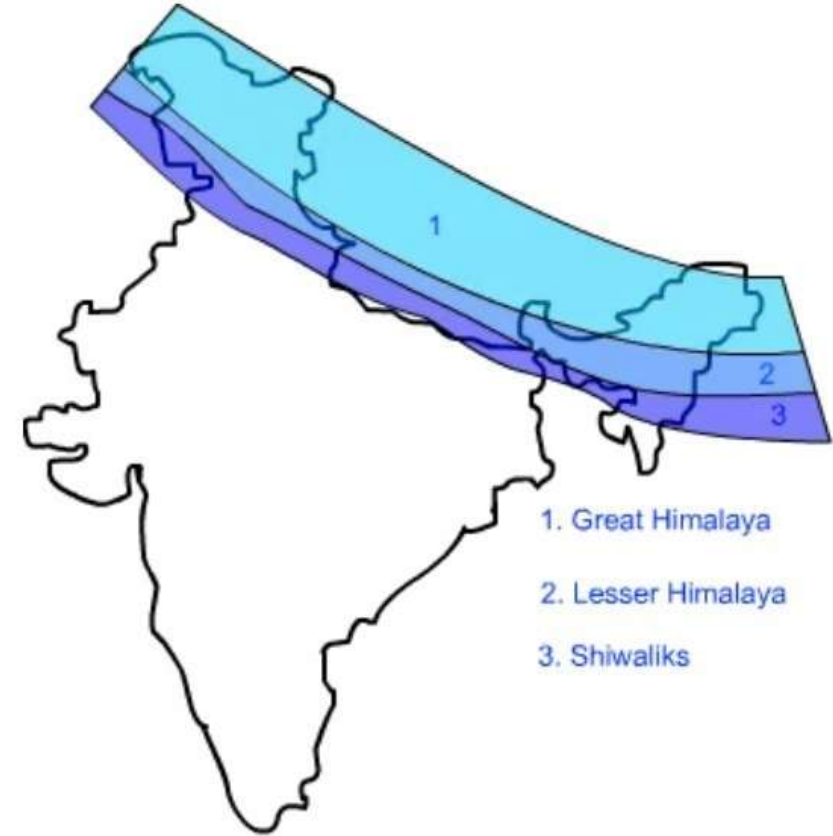 1
2
3
1. Great Himalaya
2. Lesser Himalaya
3. Shiwaliks